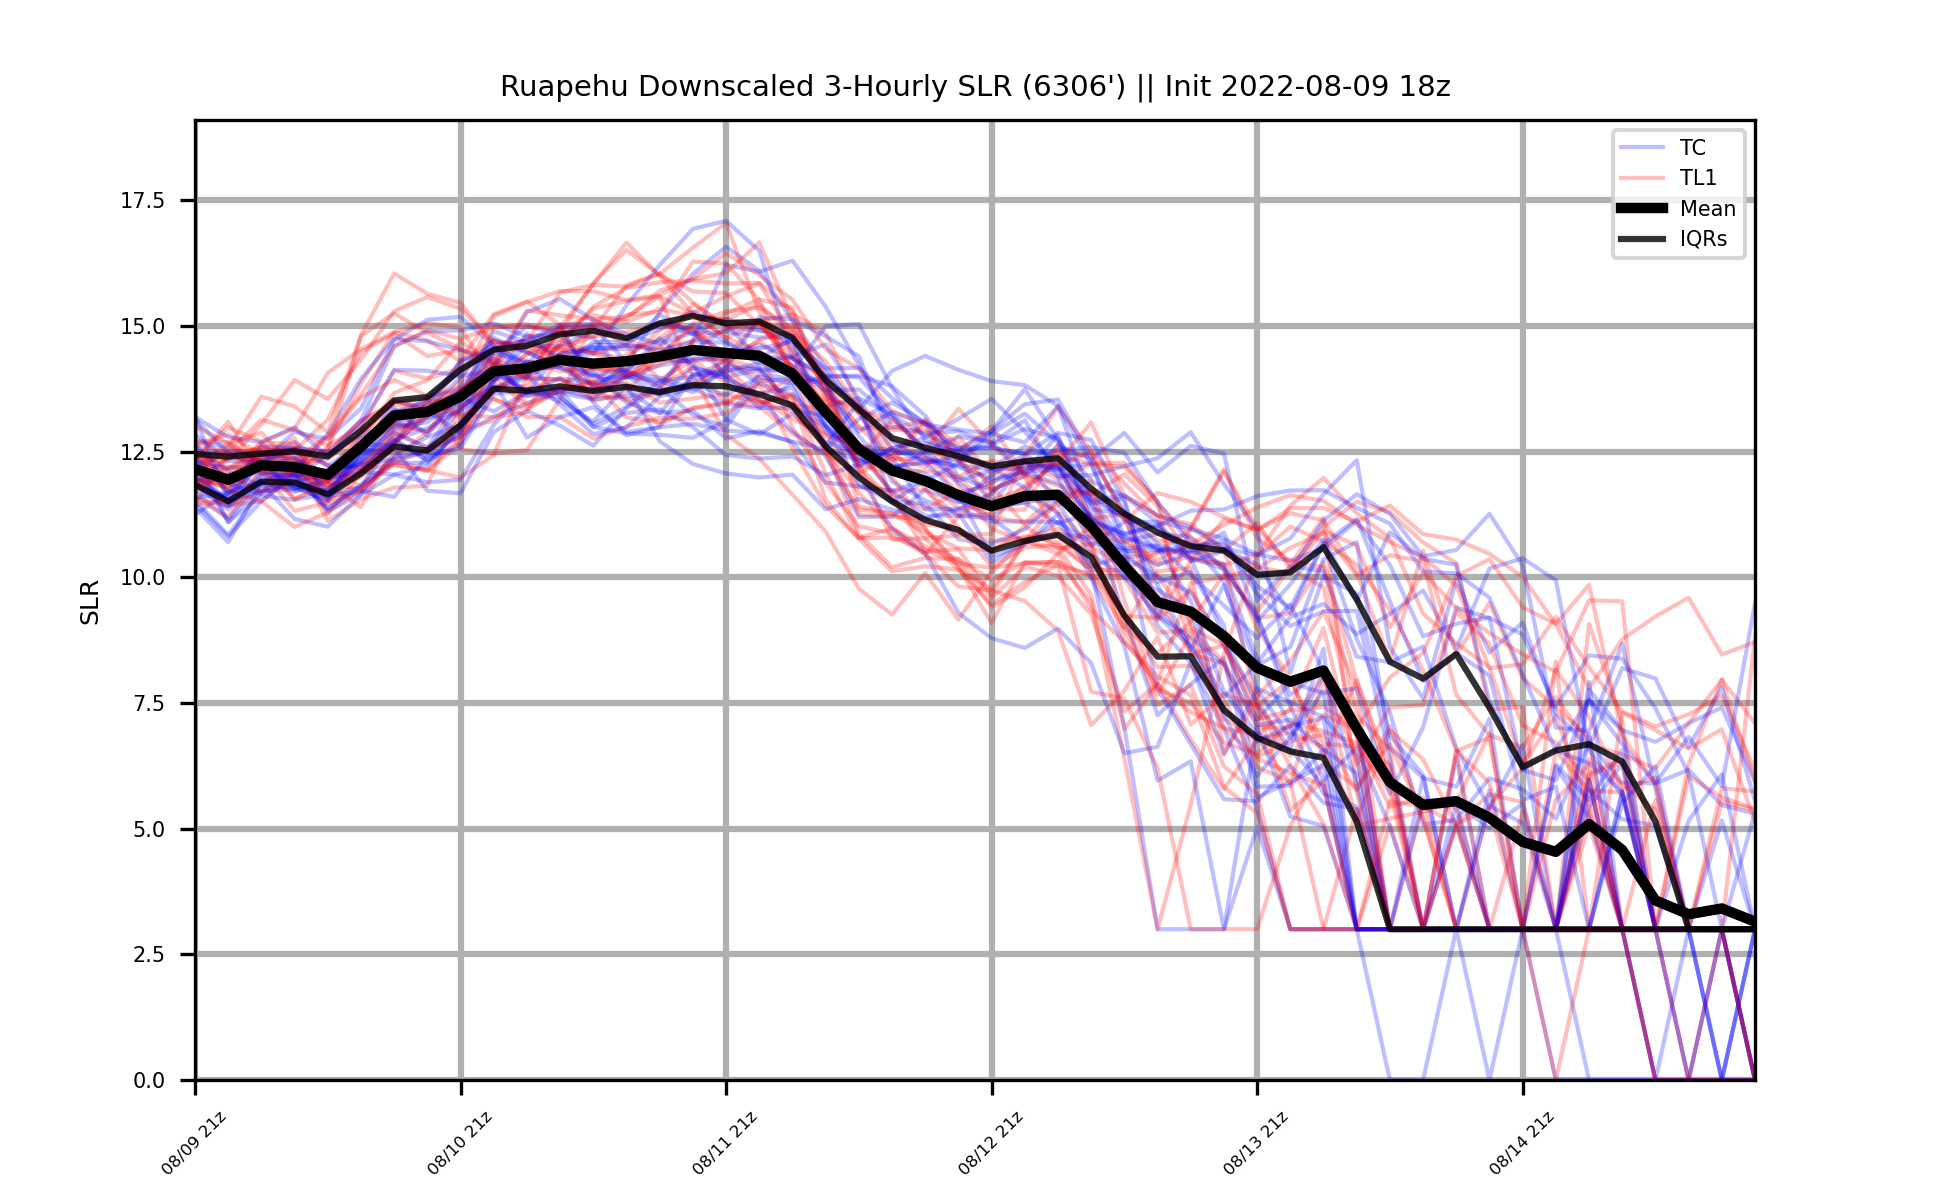 Ruapehu Downscaled 3-Hourly SLR (6306') || Init 2022-08-09 18z
TC
TL1
Mean
IQRs
17.5
15.0
12.5
10.0
7.5
5.0
2.5
0.0
SLR
08/09 21z
08/10 21z
08/11 21z
08/12 21z
08/13 21z
08/14 21z